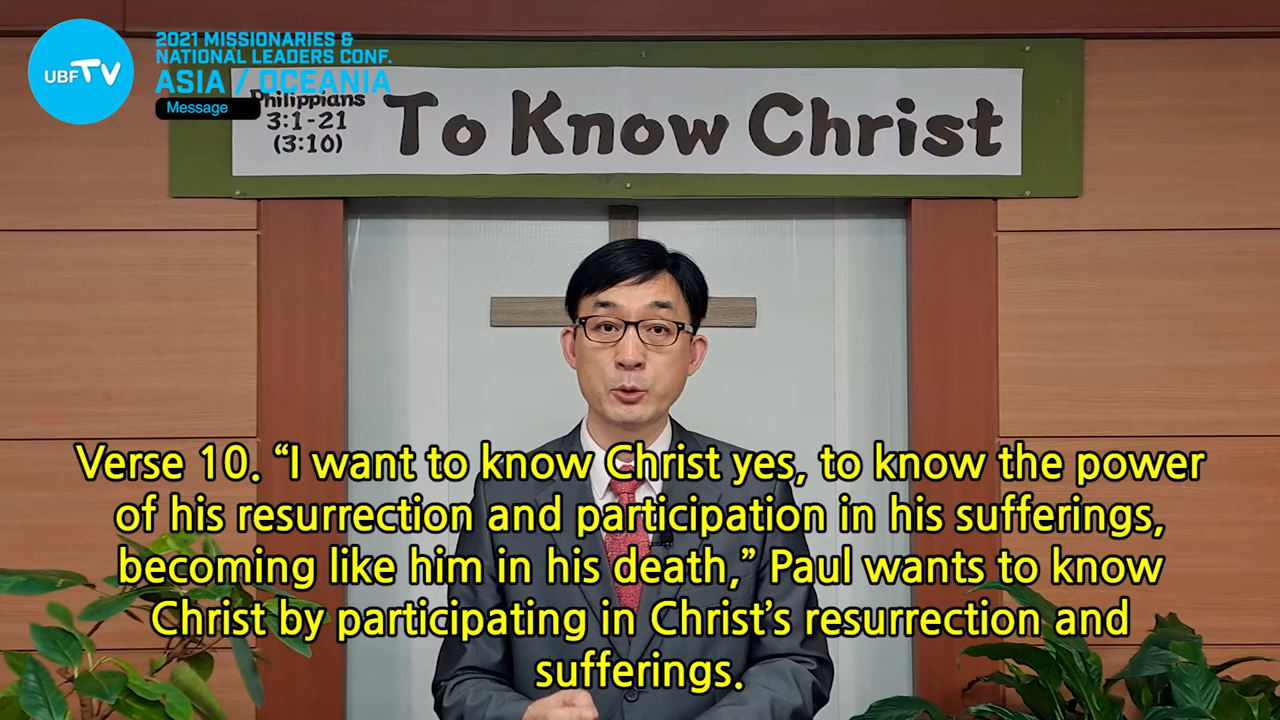 UBFTV
2021 MISSIONARIES &
NATIONAL LEADERS CONF.
ASIA / OCEANIA
Message
Philippians
3:1-21
(3:10)
To Know Christ
Verse 10. “I want to know Christ yes, to know the power
of his resurrection and participation in his sufferings,
becoming like him in his death,” Paul wants to know
Christ by participating in Christ’s resurrection and
sufferings.